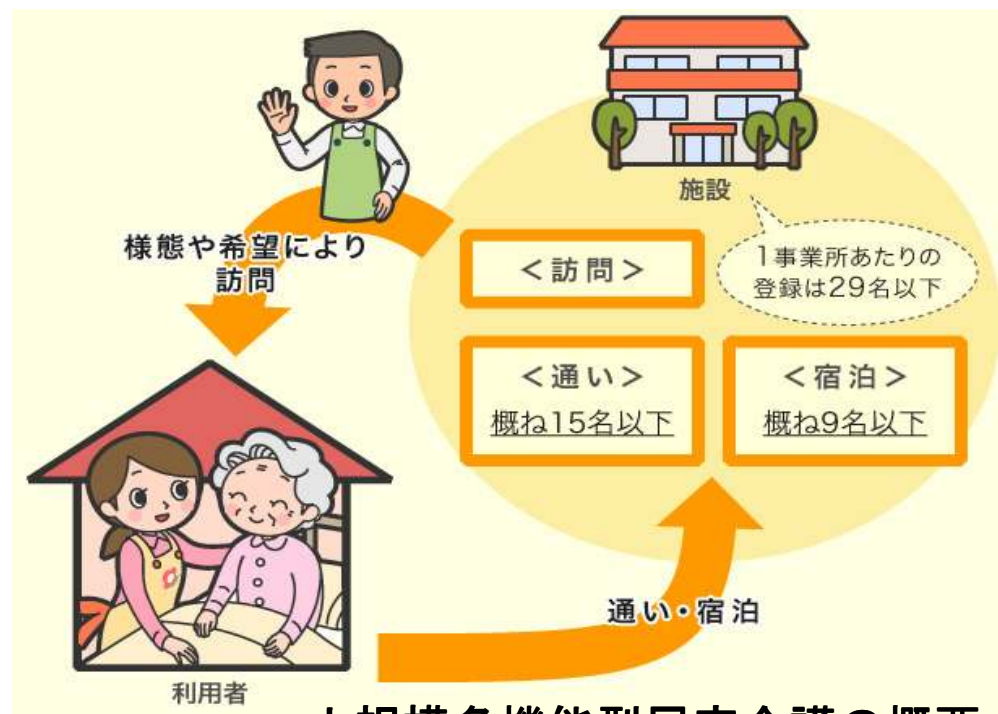 施設
様態や希望により
訪問
1事業所あたりの
登録は29名以下
＜訪問＞
＜通い＞
概ね15名以下
＜宿泊＞
概ね9名以下
通い・宿泊
利用者